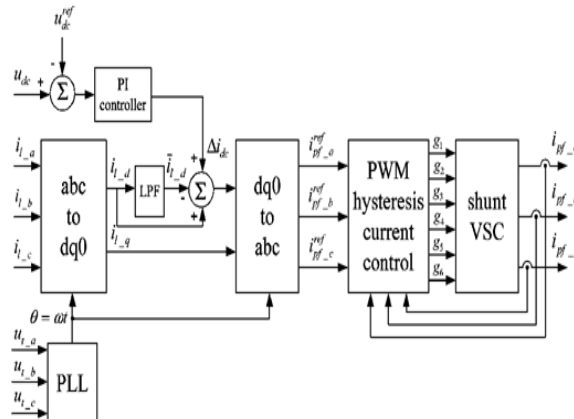 u_dc^ref
-
u_dc + Σ
PI
controller
Δi_dc
i_l_a
i_l_b
i_l_c
abc
to
dq0
i_l_d
LPF
i̅_l_d
+
-
+
Σ
i_l_q
dq0
to
abc
i_pf_a^ref
i_pf_b^ref
i_pf_c^ref
PWM
hysteresis
current
control
g₁
g₂
g₃
g₄
g₅
g₆
shunt
VSC
i_pf_
i_pf_
i_pf_
θ = ωt
u_t_a
u_t_b
u_t_c
PLL